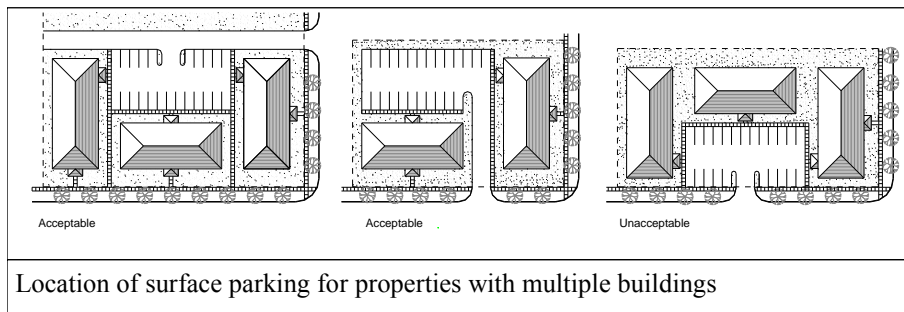 Acceptable
Acceptable
Unacceptable
Location of surface parking for properties with multiple buildings